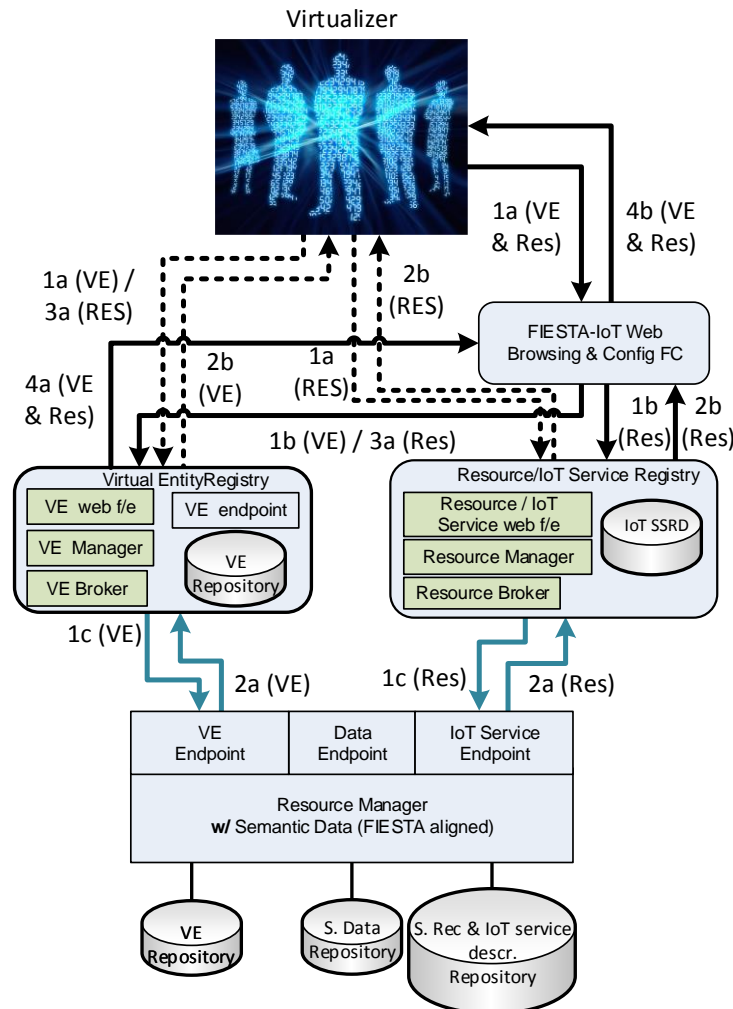 Virtualizer
1a (VE
& Res)
4b (VE
& Res)
1a (VE) /
3a (RES)
2b
(RES)
FIESTA-IoT Web
Browsing & Config FC
2b
(VE)
1a
(RES)
4a (VE
& Res)
1b
(Res)
2b
(Res)
1b (VE) / 3a (Res)
Virtual EntityRegistry
VE web f/e
VE endpoint
VE Manager
VE
Repository
VE Broker
Resource/IoT Service Registry
Resource / IoT
Service web f/e
IoT SSRD
Resource Manager
Resource Broker
1c (VE)
2a (VE)
1c (Res)
2a (Res)
VE
Endpoint
Data
Endpoint
IoT Service
Endpoint
Resource Manager
w/ Semantic Data (FIESTA aligned)
VE
Repository
S. Data
Repository
S. Rec & IoT service
descr.
Repository